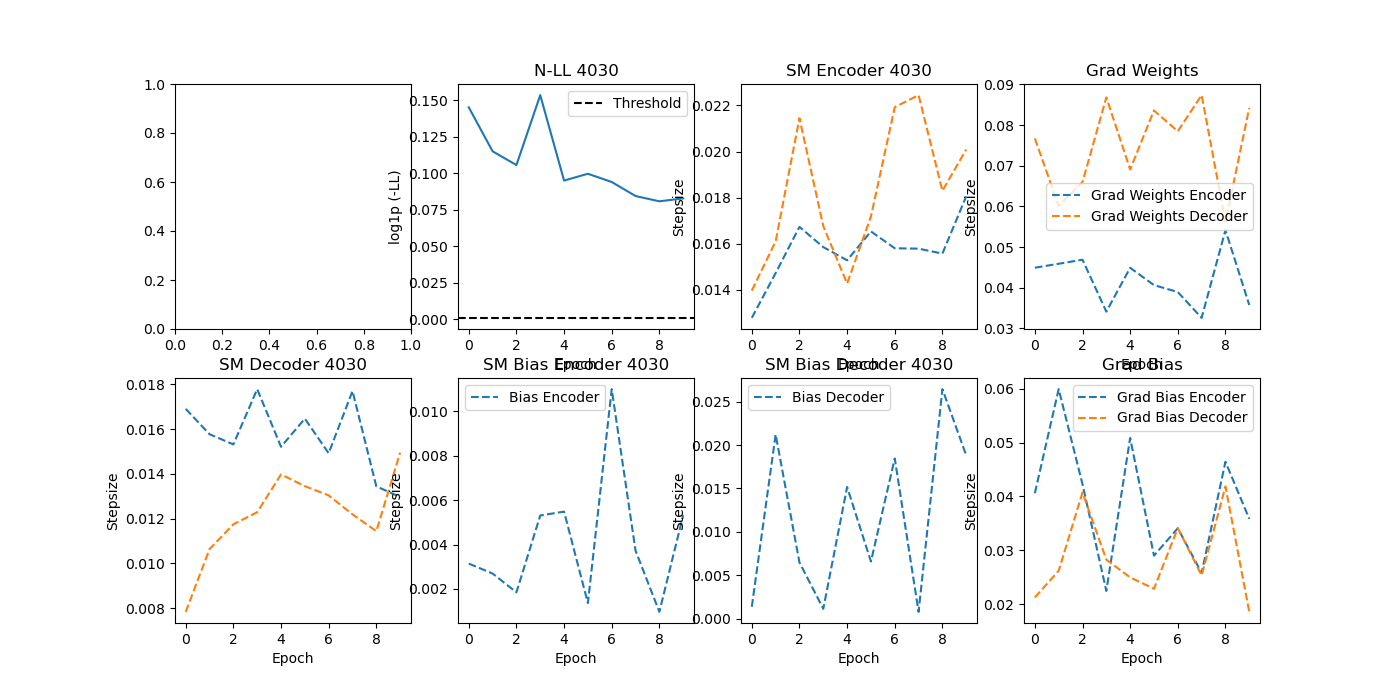 N-LL 4030
SM Encoder 4030
Grad Weights
1.0
0.8
0.6
0.4
0.2
0.0
0.0 0.2 0.4 0.6 0.8 1.0
log1p (-LL)
0.150
0.125
0.100
0.075
0.050
0.025
0.000
Threshold
0 2 4 6 8
Epoch
Stepsize
0.022
0.020
0.018
0.016
0.014
0 2 4 6 8
Epoch
Stepsize
0.09
0.08
0.07
0.06
0.05
0.04
0.03
Grad Weights Encoder
Grad Weights Decoder
0 2 4 6 8
Epoch
SM Decoder 4030
SM Bias Encoder 4030
SM Bias Decoder 4030
Grad Bias
Stepsize
0.018
0.016
0.014
0.012
0.010
0.008
0 2 4 6 8
Epoch
Stepsize
0.010
0.008
0.006
0.004
0.002
Bias Encoder
0 2 4 6 8
Epoch
Stepsize
0.025
0.020
0.015
0.010
0.005
0.000
Bias Decoder
0 2 4 6 8
Epoch
Stepsize
0.06
0.05
0.04
0.03
0.02
Grad Bias Encoder
Grad Bias Decoder
0 2 4 6 8
Epoch